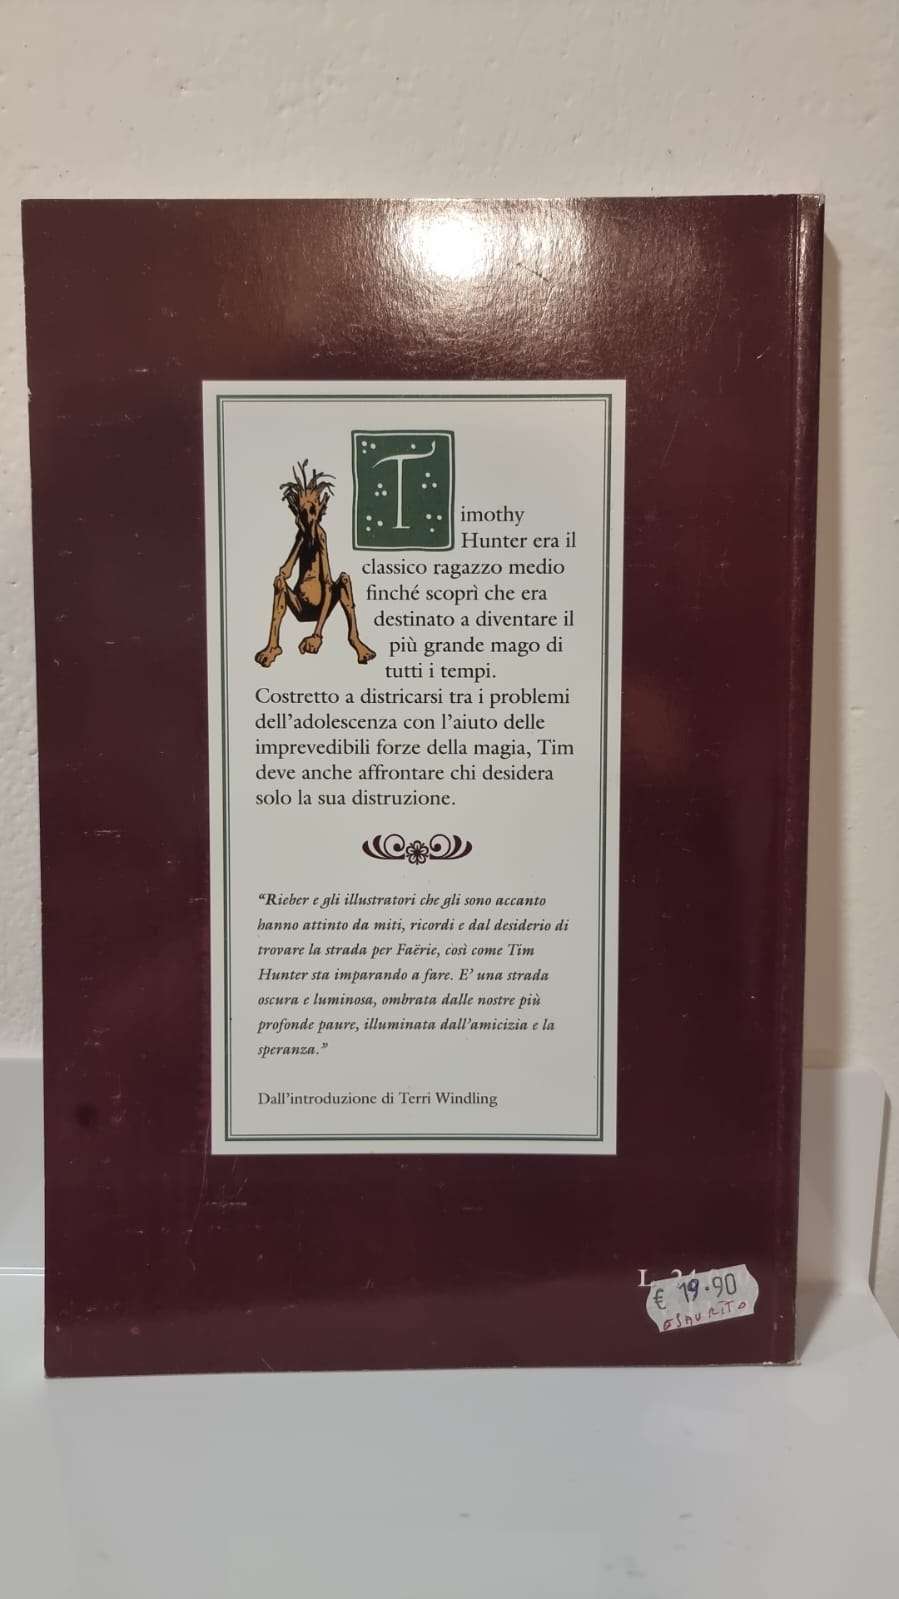 Timothy
Hunter era il
classico ragazzo medio
finché scoprì che era
destinato a diventare il
più grande mago di
tutti i tempi.
Costretto a districarsi tra i problemi
dell'adolescenza con l'aiuto delle
imprevedibili forze della magia, Tim
deve anche affrontare chi desidera
solo la sua distruzione.
"Rieber e gli illustratori che gli sono accanto
hanno attinto da miti, ricordi e dal desiderio di
trovare la strada per Faërie, così come Tim
Hunter sta imparando a fare. E' una strada
oscura e luminosa, ombrata dalle nostre più
profonde paure, illuminata dall'amicizia e la
speranza."
Dall'introduzione di Terri Windling
L.
€ 19.90
ESAURITO